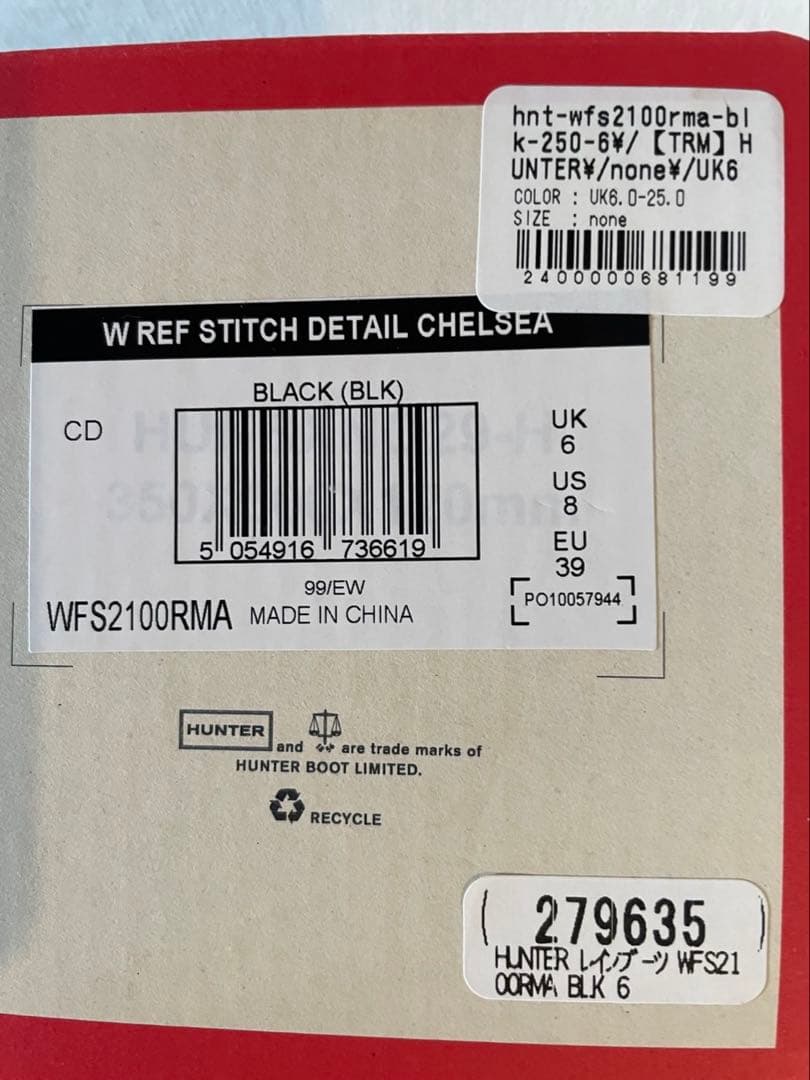 hnt-wfs2100rma-bl
k-250-6¥/【TRM】H
UNTER¥/none¥/UK6
COLOR : UK6.0-25.0
SIZE : none
2400000681199
W REF STITCH DETAIL CHELSEA
BLACK (BLK)
CD
5 054916 736619
UK
6
US
8
EU
39
99/EW
WFS2100RMA MADE IN CHINA
PO10057944
HUNTER and are trade marks of
HUNTER BOOT LIMITED.
RECYCLE
(279635)
HUNTER レインブーツ WFS21
00RMA BLK 6